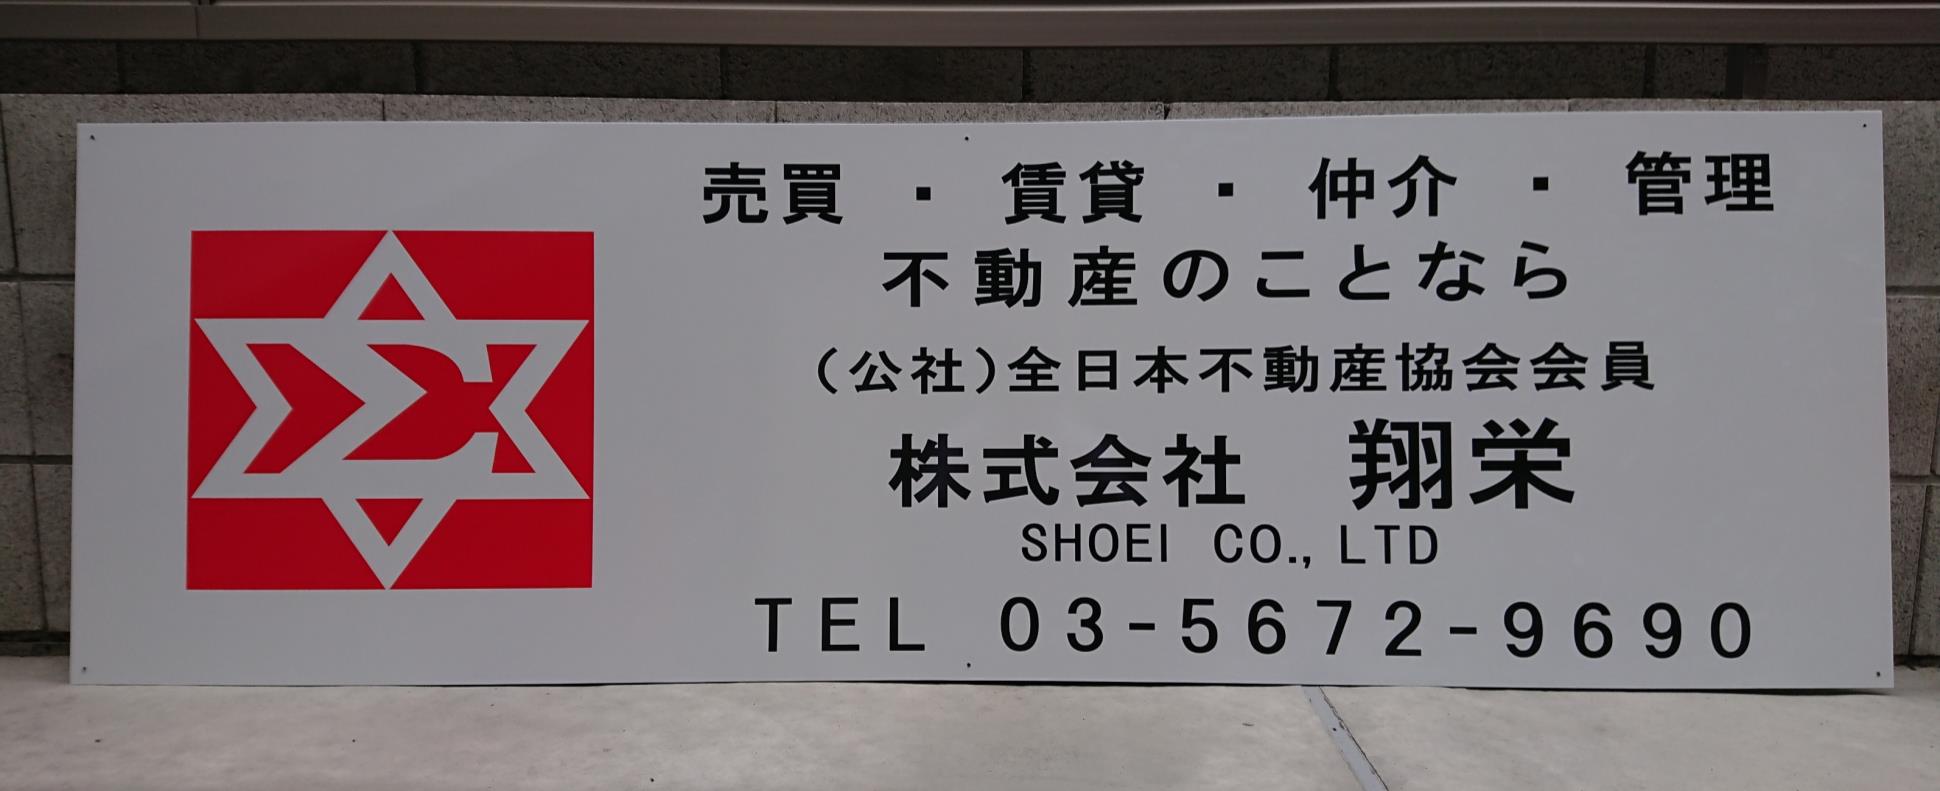 売買・賃貸・仲介・管理
不動産のことなら
（公社）全日本不動産協会会員
株式会社　翔栄
SHOEI CO., LTD
TEL 03-5672-9690